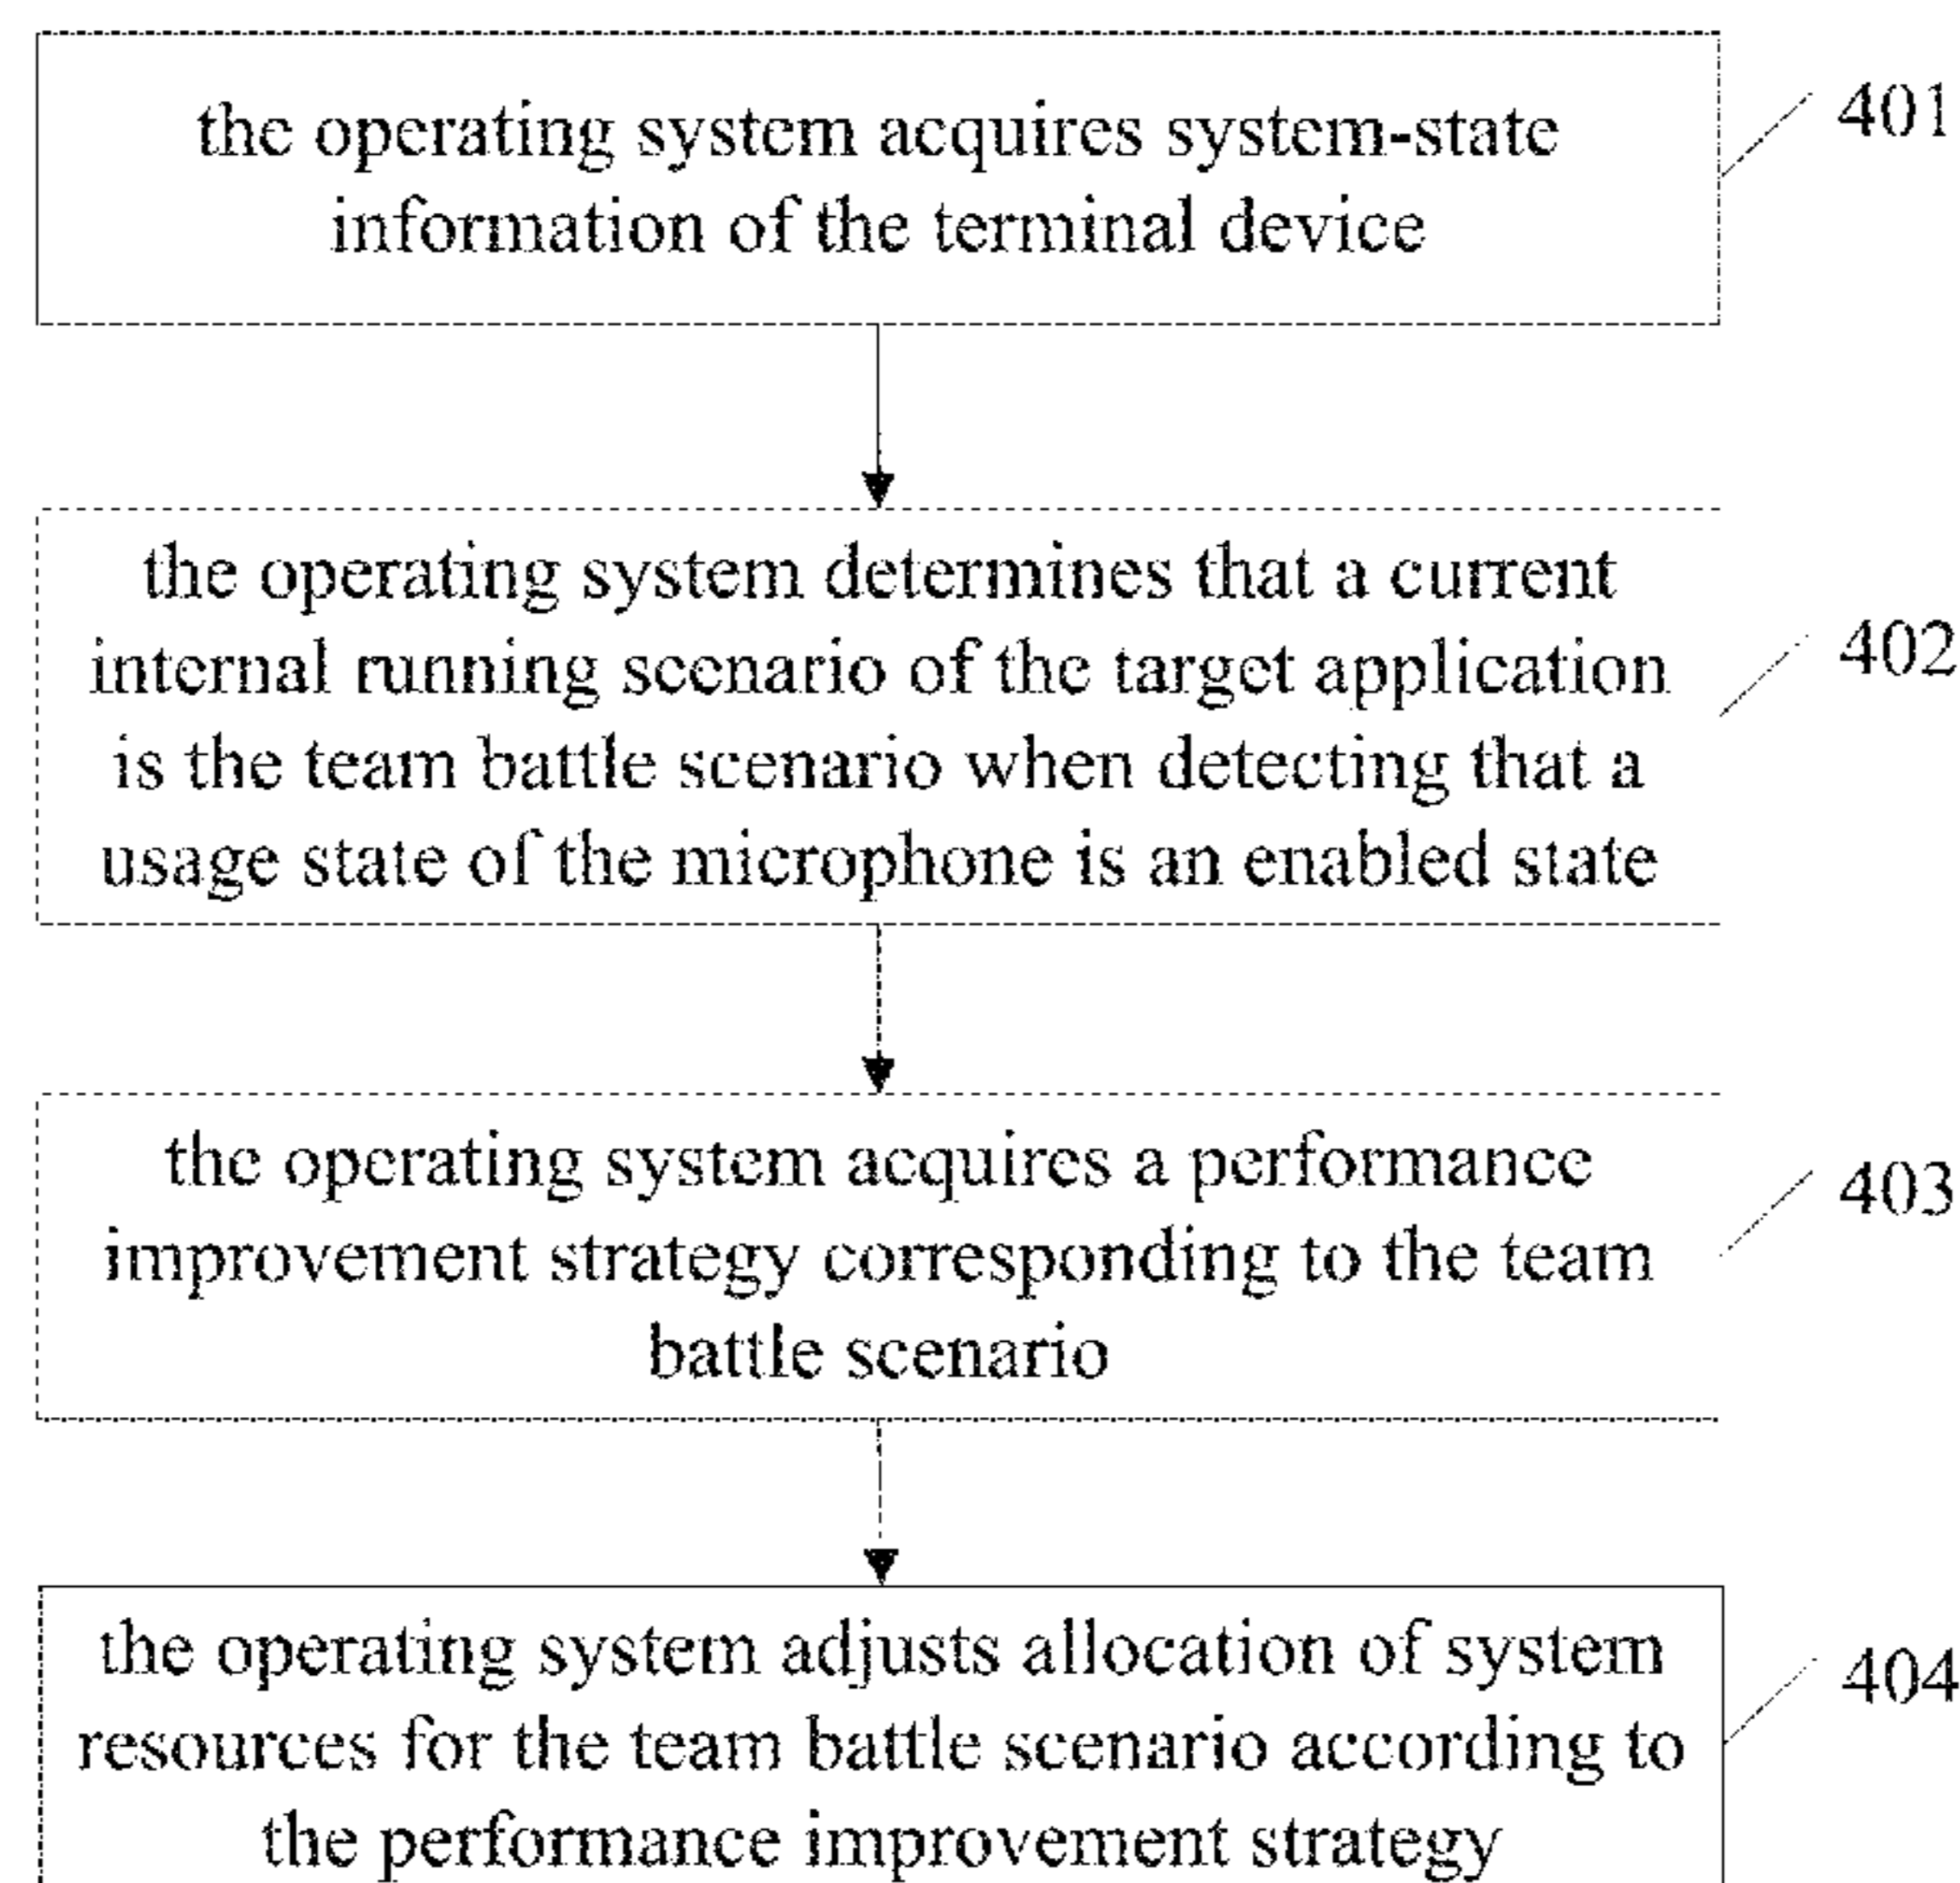 the operating system acquires system-state
information of the terminal device
401
the operating system determines that a current
internal running scenario of the target application
is the team battle scenario when detecting that a
usage state of the microphone is an enabled state
402
the operating system acquires a performance
improvement strategy corresponding to the team
battle scenario
403
the operating system adjusts allocation of system
resources for the team battle scenario according to
the performance improvement strategy
404